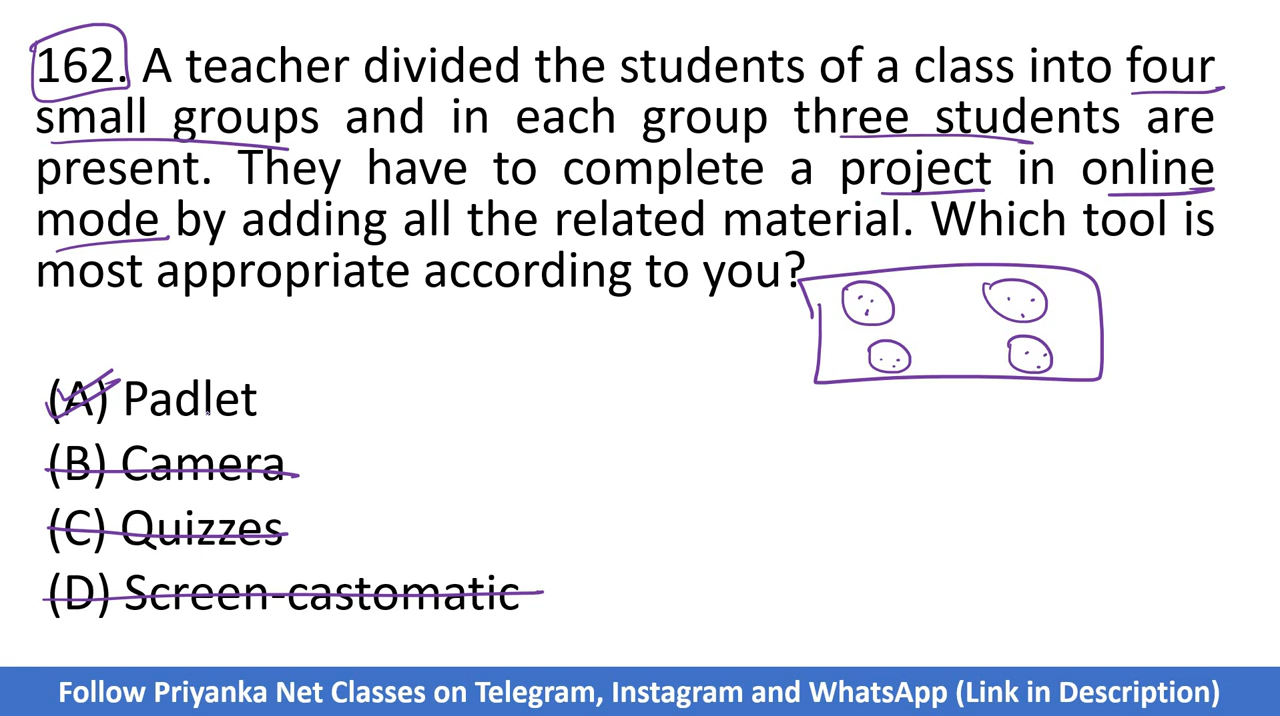 162. A teacher divided the students of a class into four
small groups and in each group three students are
present. They have to complete a project in online
mode by adding all the related material. Which tool is
most appropriate according to you?
(A) Padlet
(B) Camera
(C) Quizzes
(D) Screen-castomatic
Follow Priyanka Net Classes on Telegram, Instagram and WhatsApp (Link in Description)